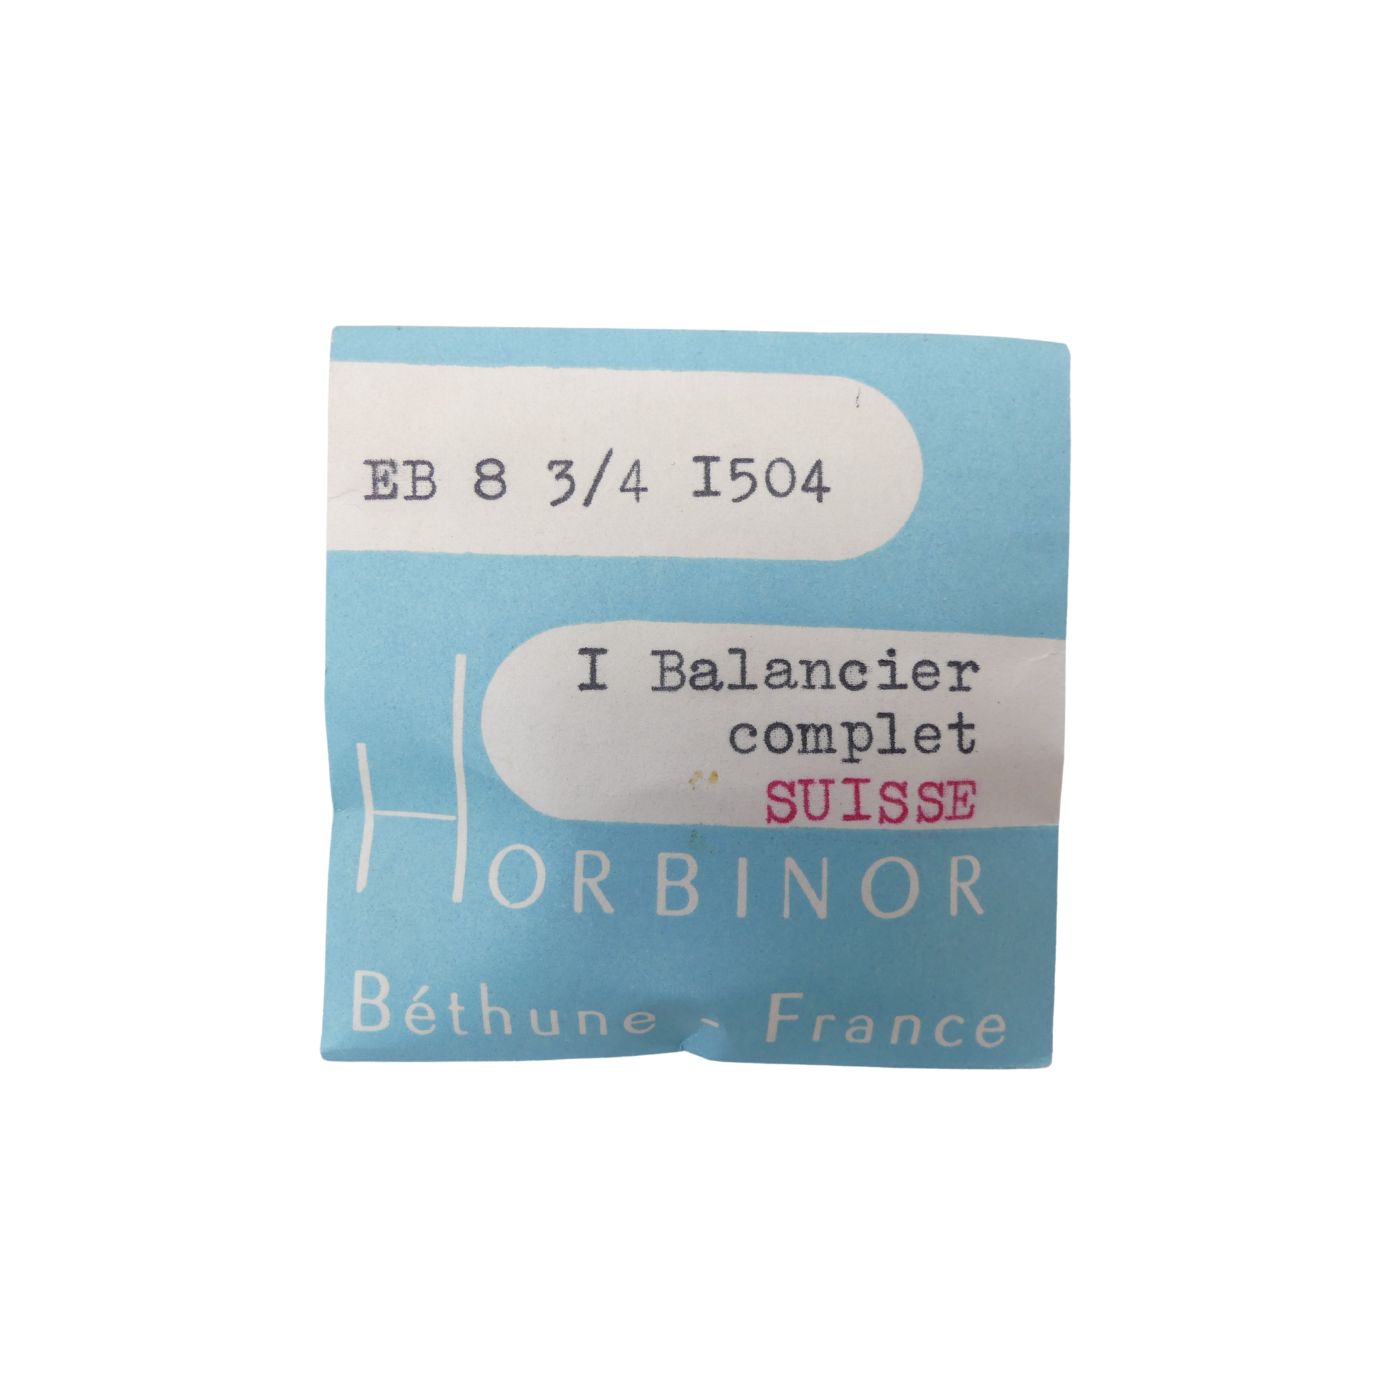 EB 8 3/4 I504
I Balancier
complet
SUISSE
HORBINOR
Béthune - France